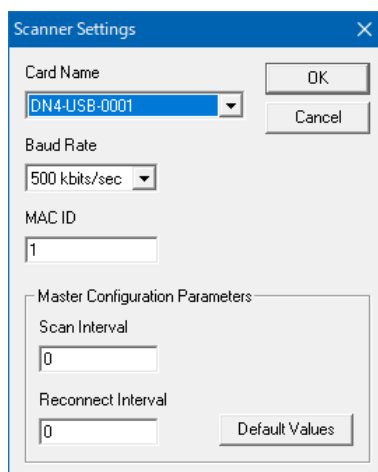 Scanner Settings
Card Name
DN4-USB-0001
OK
Cancel
Baud Rate
500 kbits/sec
MAC ID
1
Master Configuration Parameters
Scan Interval
0
Reconnect Interval
0
Default Values